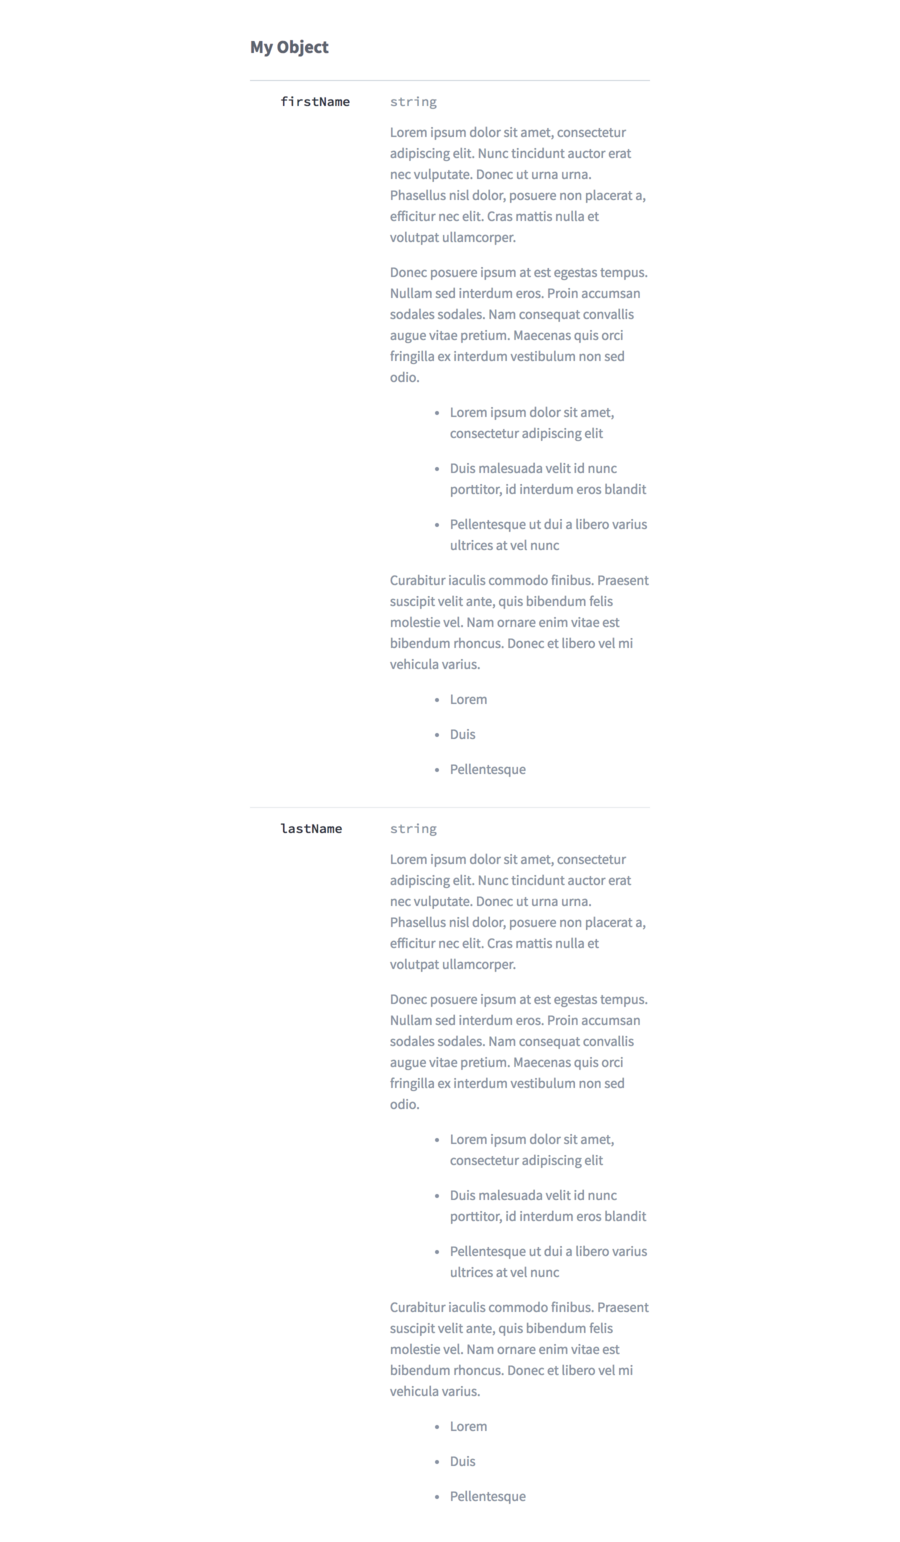 My Object
firstName string
Lorem ipsum dolor sit amet, consectetur
adipiscing elit. Nunc tincidunt auctor erat
nec vulputate. Donec ut urna urna.
Phasellus nisl dolor, posuere non placerat a,
efficitur nec elit. Cras mattis nulla et
volutpat ullamcorper.
Donec posuere ipsum at est egestas tempus.
Nullam sed interdum eros. Proin accumsan
sodales sodales. Nam consequat convallis
augue vitae pretium. Maecenas quis orci
fringilla ex interdum vestibulum non sed
odio.
• Lorem ipsum dolor sit amet,
consectetur adipiscing elit
• Duis malesuada velit id nunc
porttitor, id interdum eros blandit
• Pellentesque ut dui a libero varius
ultrices at vel nunc
Curabitur iaculis commodo finibus. Praesent
suscipit velit ante, quis bibendum felis
molestie vel. Nam ornare enim vitae est
bibendum rhoncus. Donec et libero vel mi
vehicula varius.
• Lorem
• Duis
• Pellentesque
lastName string
Lorem ipsum dolor sit amet, consectetur
adipiscing elit. Nunc tincidunt auctor erat
nec vulputate. Donec ut urna urna.
Phasellus nisl dolor, posuere non placerat a,
efficitur nec elit. Cras mattis nulla et
volutpat ullamcorper.
Donec posuere ipsum at est egestas tempus.
Nullam sed interdum eros. Proin accumsan
sodales sodales. Nam consequat convallis
augue vitae pretium. Maecenas quis orci
fringilla ex interdum vestibulum non sed
odio.
• Lorem ipsum dolor sit amet,
consectetur adipiscing elit
• Duis malesuada velit id nunc
porttitor, id interdum eros blandit
• Pellentesque ut dui a libero varius
ultrices at vel nunc
Curabitur iaculis commodo finibus. Praesent
suscipit velit ante, quis bibendum felis
molestie vel. Nam ornare enim vitae est
bibendum rhoncus. Donec et libero vel mi
vehicula varius.
• Lorem
• Duis
• Pellentesque